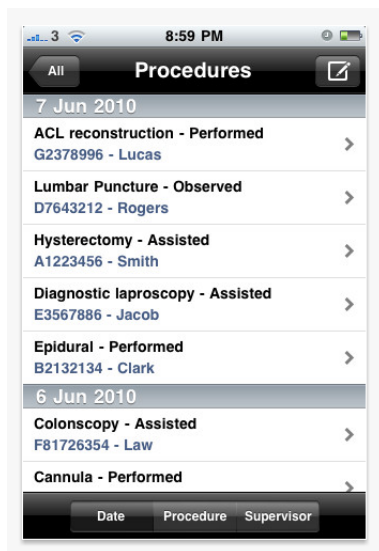 3 8:59 PM
All Procedures
7 Jun 2010
ACL reconstruction - Performed
G2378996 - Lucas
Lumbar Puncture - Observed
D7643212 - Rogers
Hysterectomy - Assisted
A1223456 - Smith
Diagnostic laproscopy - Assisted
E3567886 - Jacob
Epidural - Performed
B2132134 - Clark
6 Jun 2010
Colonscopy - Assisted
F81726354 - Law
Cannula - Performed
Date Procedure Supervisor